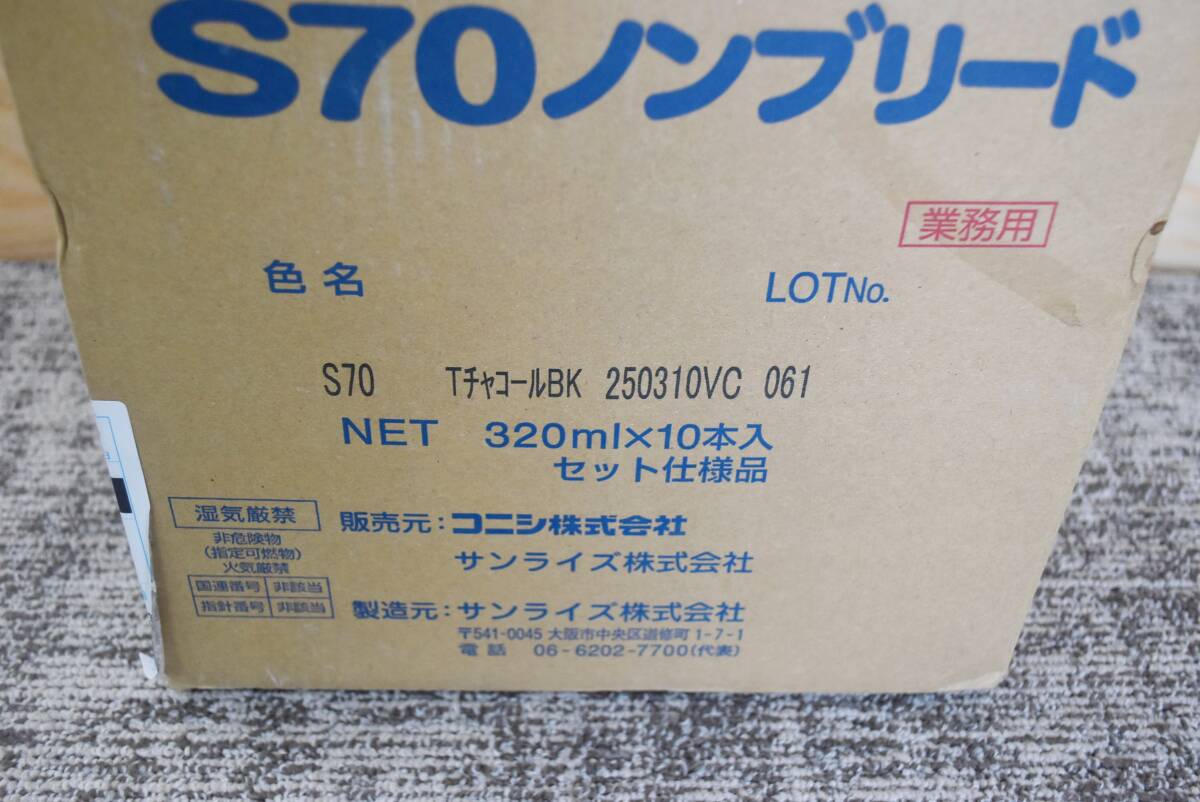 S70ノンブリード
業務用
色名 LOTNo.
S70 TチャコールBK 250310VC 061
NET 320ml×10本入
セット仕様品
湿気厳禁
非危険物
(指定可燃物)
火気厳禁
国連番号 非該当
指針番号 非該当
販売元:コニシ株式会社
サンライズ株式会社
製造元:サンライズ株式会社
〒541-0045 大阪市中央区道修町1-7-1
電話 06-6202-7700(代表)